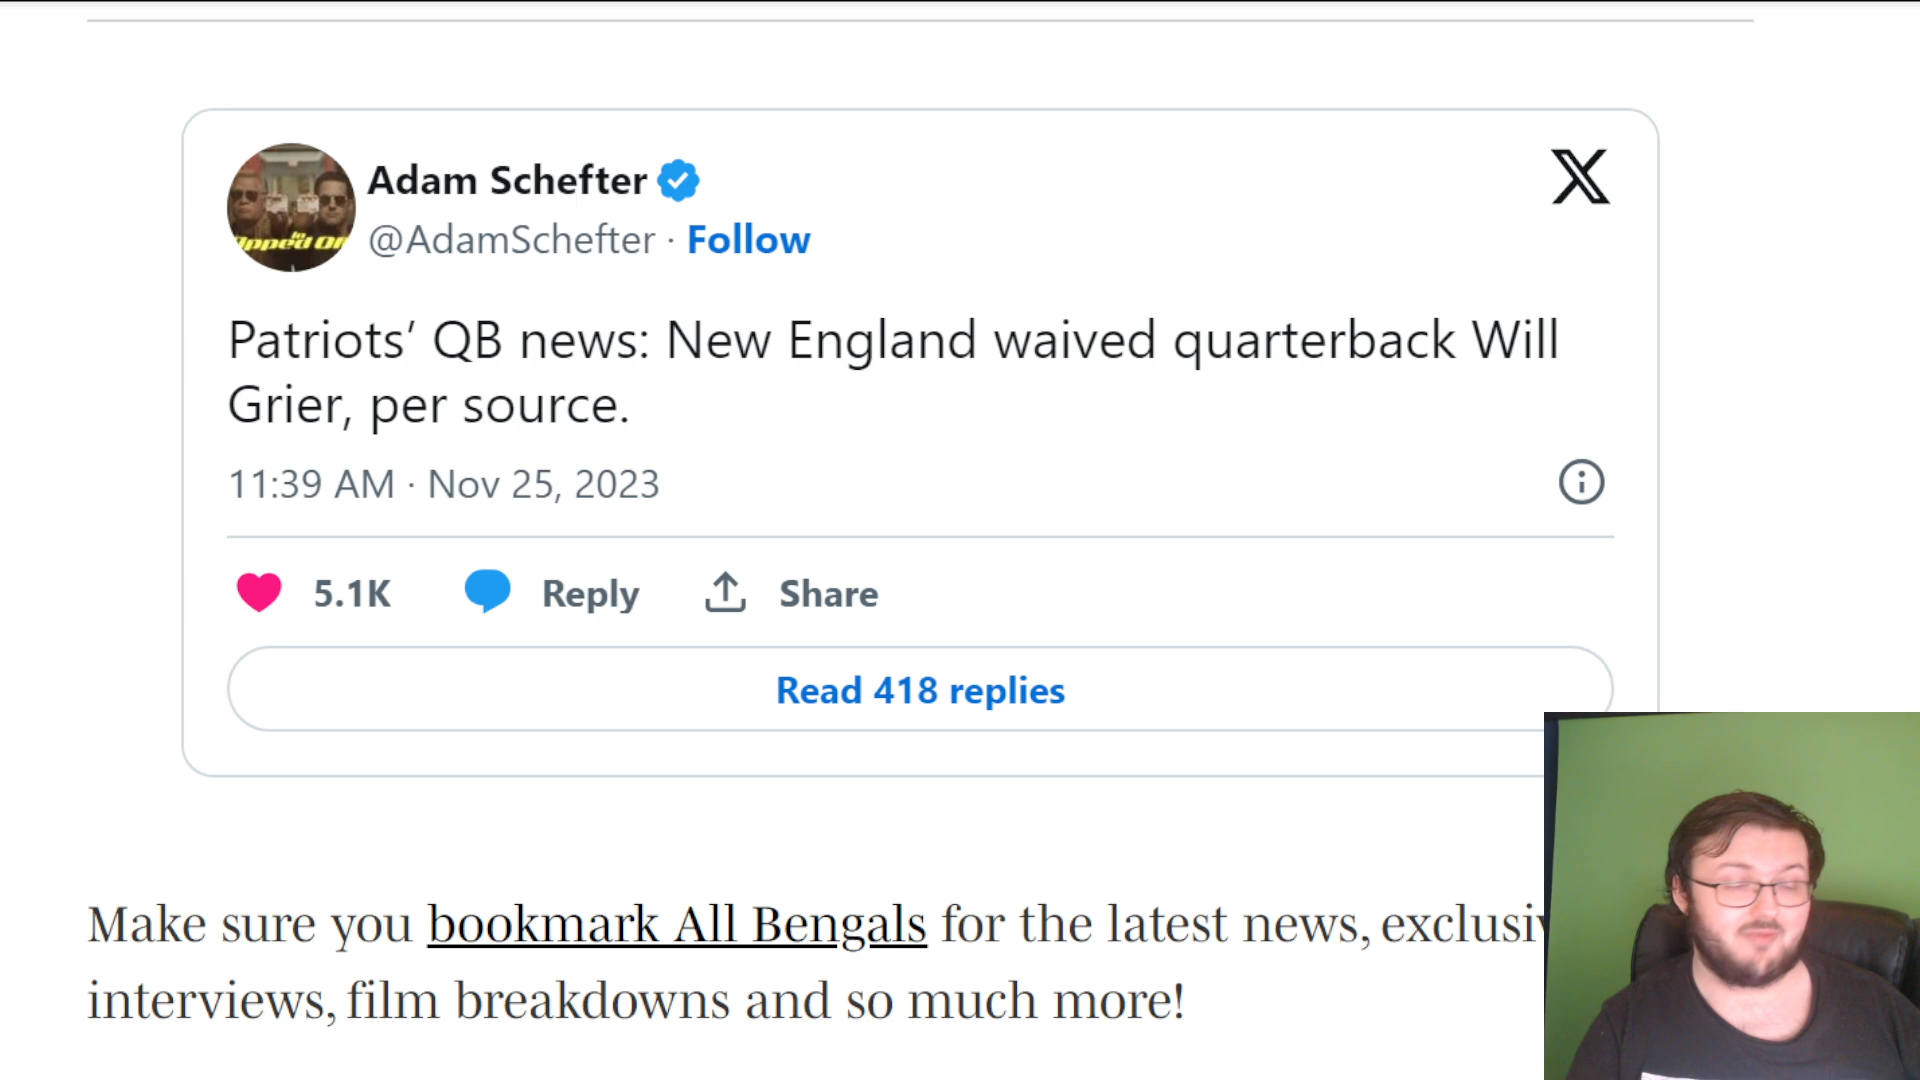 Adam Schefter
@AdamSchefter · Follow
Patriots’ QB news: New England waived quarterback Will
Grier, per source.
11:39 AM · Nov 25, 2023
5.1K Reply Share
Read 418 replies
Make sure you bookmark All Bengals for the latest news,
interviews, film breakdowns and so much more!